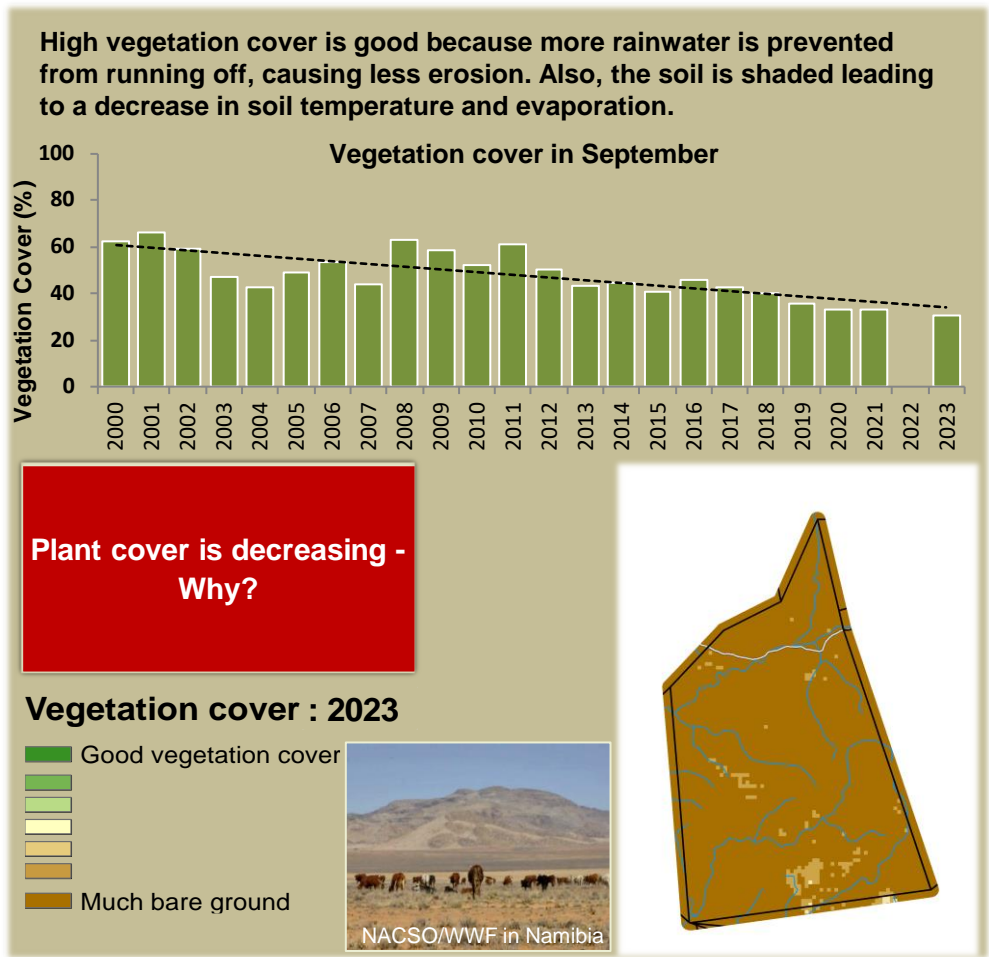 High vegetation cover is good because more rainwater is prevented
from running off, causing less erosion. Also, the soil is shaded leading
to a decrease in soil temperature and evaporation.
Vegetation cover in September
Vegetation Cover (%)
100
80
60
40
20
0
2000
2001
2002
2003
2004
2005
2006
2007
2008
2009
2010
2011
2012
2013
2014
2015
2016
2017
2018
2019
2020
2021
2022
2023
Plant cover is decreasing -
Why?
Vegetation cover : 2023
Good vegetation cover
Much bare ground
NACSO/WWF in Namibia